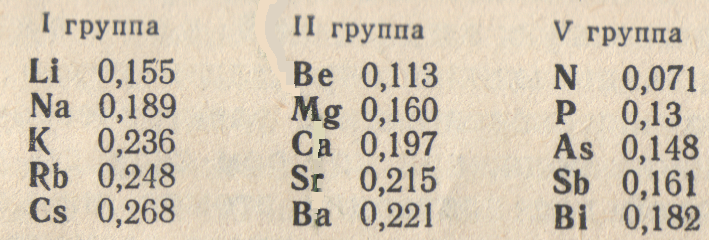 I группа II группа V группа
Li 0,155 Be 0,113 N 0,071
Na 0,189 Mg 0,160 P 0,13
K 0,236 Ca 0,197 As 0,148
Rb 0,248 Sr 0,215 Sb 0,161
Cs 0,268 Ba 0,221 Bi 0,182